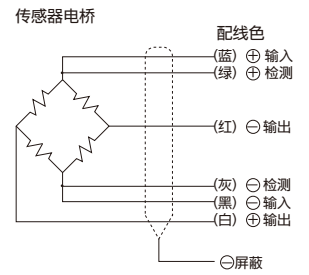 传感器电桥
配线色
(蓝) ⊕ 输入
(绿) ⊕ 检测
(红) ⊖ 输出
(灰) ⊖ 检测
(黑) ⊖ 输入
(白) ⊕ 输出
⊖屏蔽